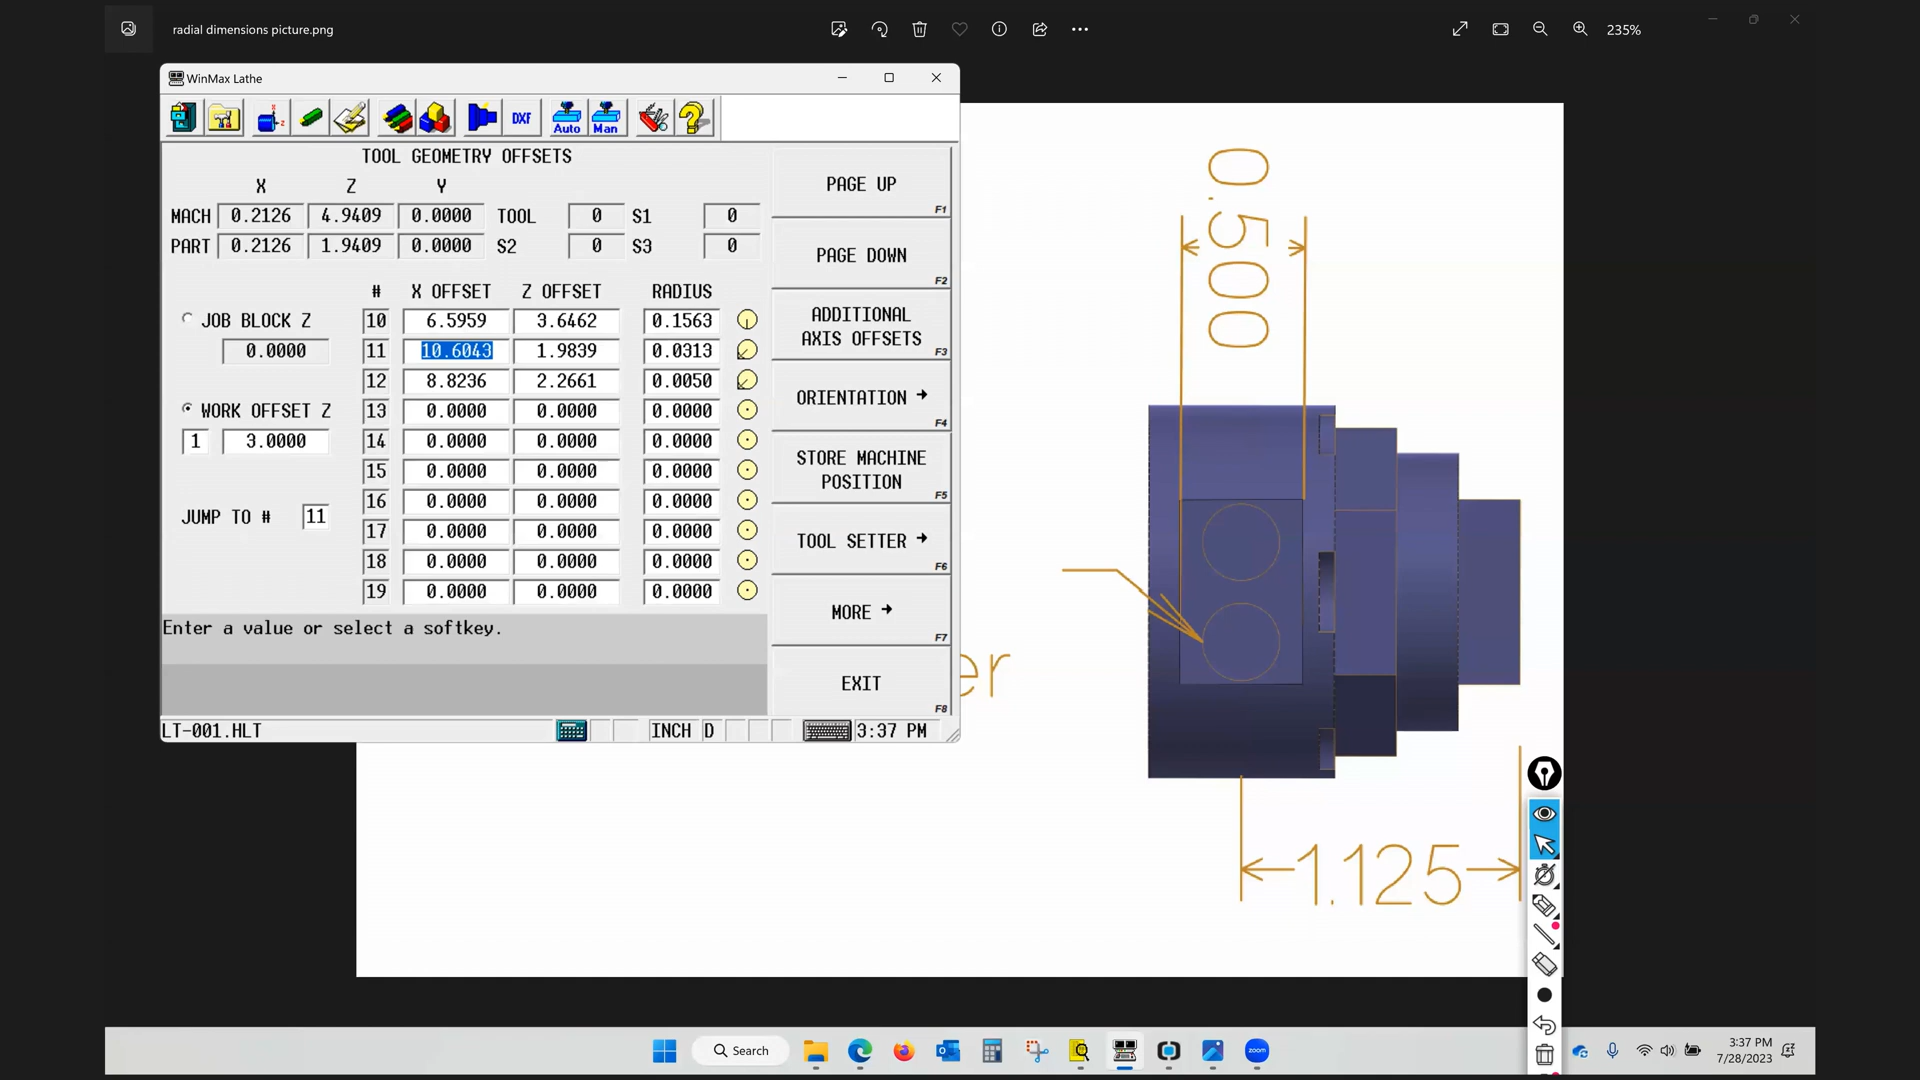 radial dimensions picture.png
235%
WinMax Lathe
DXF
Auto
Man
TOOL GEOMETRY OFFSETS
X Z Y
MACH 0.2126 4.9409 0.0000 TOOL 0 S1 0
PART 0.2126 1.9409 0.0000 S2 0 S3 0
# X OFFSET Z OFFSET RADIUS
JOB BLOCK Z
0.0000
WORK OFFSET Z
1 3.0000
JUMP TO # 11
10 6.5959 3.6462 0.1563
11 10.6043 1.9839 0.0313
12 8.8236 2.2661 0.0050
13 0.0000 0.0000 0.0000
14 0.0000 0.0000 0.0000
15 0.0000 0.0000 0.0000
16 0.0000 0.0000 0.0000
17 0.0000 0.0000 0.0000
18 0.0000 0.0000 0.0000
19 0.0000 0.0000 0.0000
PAGE UP
F1
PAGE DOWN
F2
ADDITIONAL
AXIS OFFSETS
F3
ORIENTATION →
F4
STORE MACHINE
POSITION
F5
TOOL SETTER →
F6
MORE →
F7
EXIT
F8
Enter a value or select a softkey.
LT-001.HLT INCH D 3:37 PM
0.500
er
1.125
Search
zoom
3:37 PM
7/28/2023